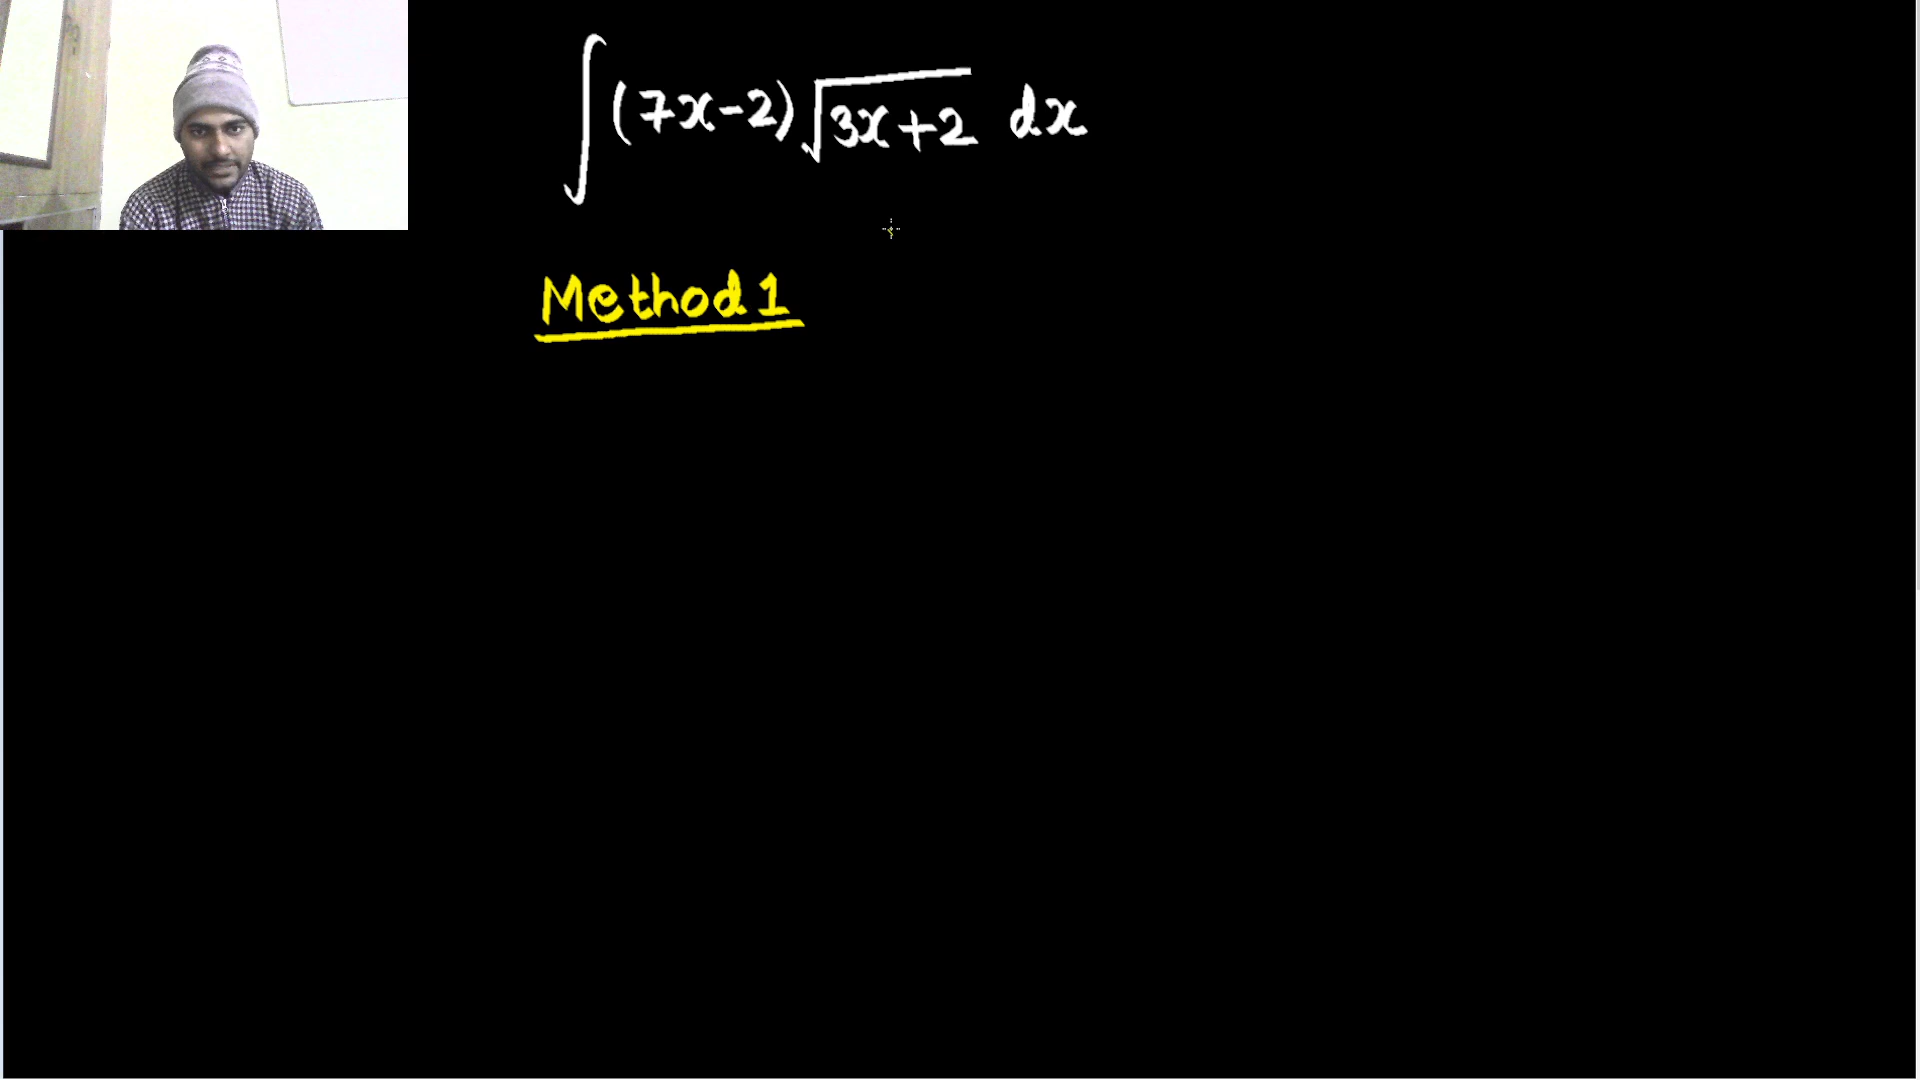 ∫(7x-2)√3x+2 dx
Method 1